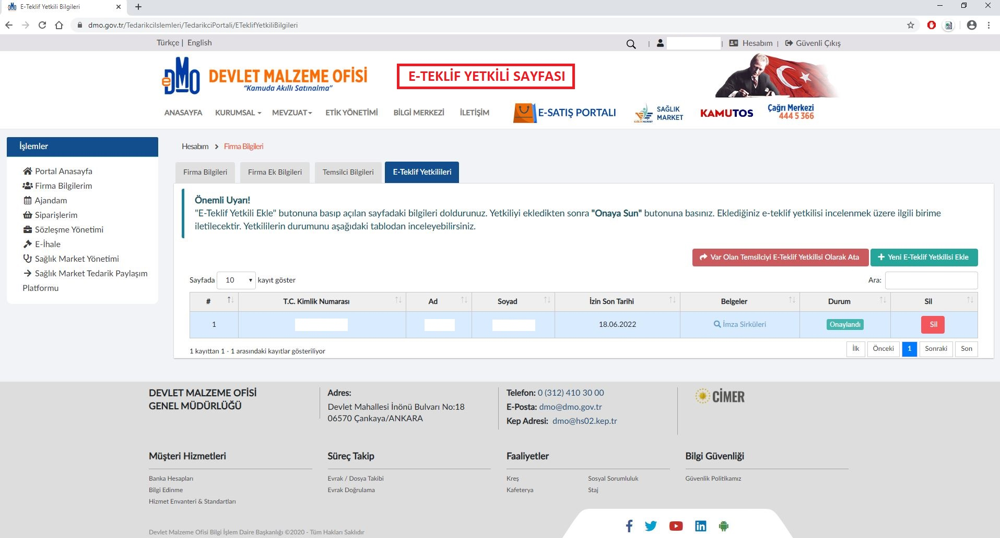 E-Teklif Yetkili Bilgileri
dmo.gov.tr/TedarikciIslemleri/TedarikciPortali/ETeklifYetkiliBilgileri
Türkçe | English
| | Hesabım | Güvenli Çıkış
eDMO DEVLET MALZEME OFİSİ
“Kamuda Akıllı Satınalma”
E-TEKLİF YETKİLİ SAYFASI
ANASAYFA KURUMSAL MEVZUAT ETİK YÖNETİMİ BİLGİ MERKEZİ İLETİŞİM
E-SATIŞ PORTALI
SAĞLIK MARKET
SAĞLIK
MARKET
KAMUTOS
Çağrı Merkezi
444 5 366
İşlemler
Portal Anasayfa
Firma Bilgilerim
Ajandam
Siparişlerim
Sözleşme Yönetimi
E-İhale
Sağlık Market Yönetimi
Sağlık Market Tedarik Paylaşım
Platformu
Hesabım > Firma Bilgileri
Firma Bilgileri Firma Ek Bilgileri Temsilci Bilgileri E-Teklif Yetkilileri
Önemli Uyarı!
"E-Teklif Yetkili Ekle" butonuna basıp açılan sayfadaki bilgileri doldurunuz. Yetkiliyi ekledikten sonra "Onaya Sun" butonuna basınız. Eklediğiniz e-teklif yetkilisi incelenmek üzere ilgili birime
iletilecektir. Yetkililerin durumunu aşağıdaki tablodan inceleyebilirsiniz.
Var Olan Temsilciyi E-Teklif Yetkilisi Olarak Ata + Yeni E-Teklif Yetkilisi Ekle
Sayfada 10 kayıt göster Ara:
# T.C. Kimlik Numarası Ad Soyad İzin Son Tarihi Belgeler Durum Sil
1 18.06.2022 İmza Sirküleri Onaylandı Sil
1 kayıttan 1 - 1 arasındaki kayıtlar gösteriliyor
İlk Önceki 1 Sonraki Son
DEVLET MALZEME OFİSİ
GENEL MÜDÜRLÜĞÜ
Adres:
Devlet Mahallesi İnönü Bulvarı No:18
06570 Çankaya/ANKARA
Telefon: 0 (312) 410 30 00
E-Posta: dmo@dmo.gov.tr
Kep Adresi: dmo@hs02.kep.tr
CİMER
Müşteri Hizmetleri
Banka Hesapları
Bilgi Edinme
Hizmet Envanteri & Standartları
Süreç Takip
Evrak / Dosya Takibi
Evrak Doğrulama
Faaliyetler
Kreş Sosyal Sorumluluk
Kafeterya Staj
Bilgi Güvenliği
Güvenlik Politikamız
Devlet Malzeme Ofisi Bilgi İşlem Daire Başkanlığı ©2020 - Tüm Hakları Saklıdır